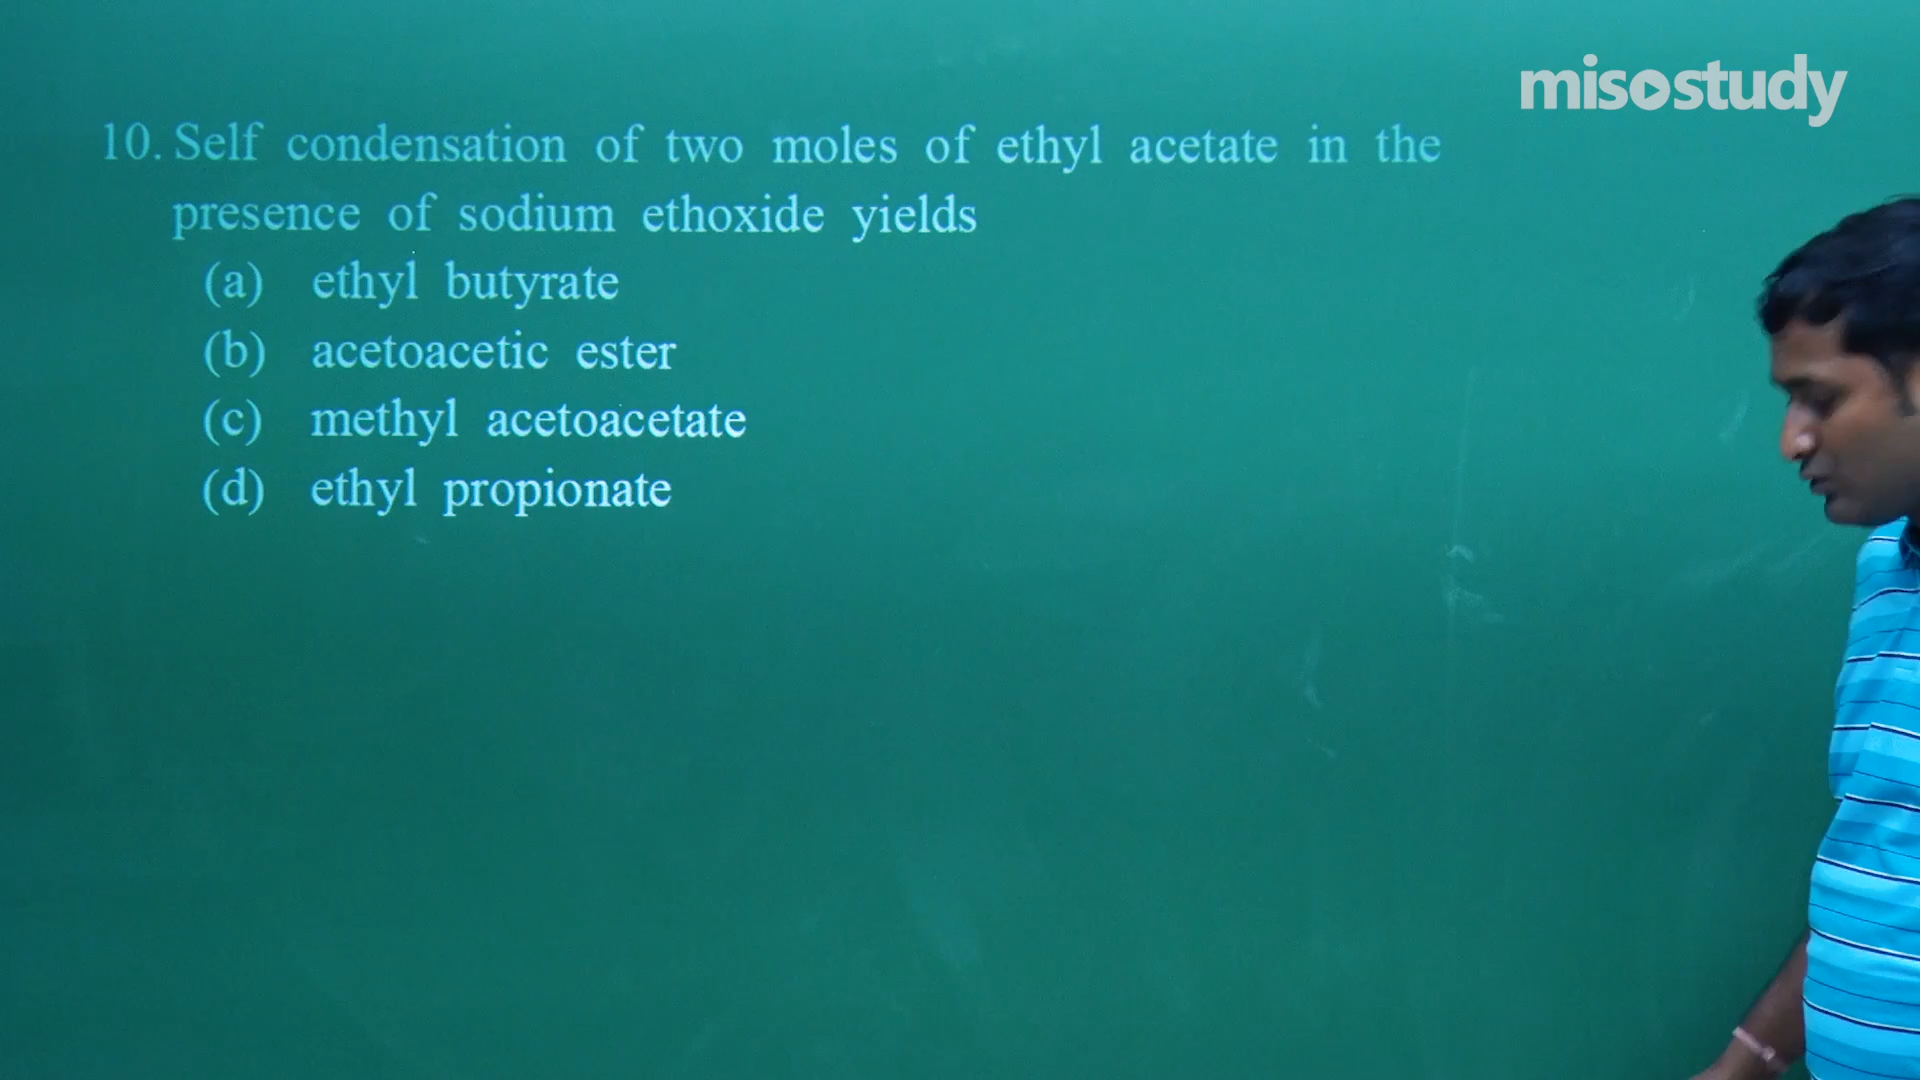 misostudy
10. Self condensation of two moles of ethyl acetate in the
presence of sodium ethoxide yields
(a) ethyl butyrate
(b) acetoacetic ester
(c) methyl acetoacetate
(d) ethyl propionate